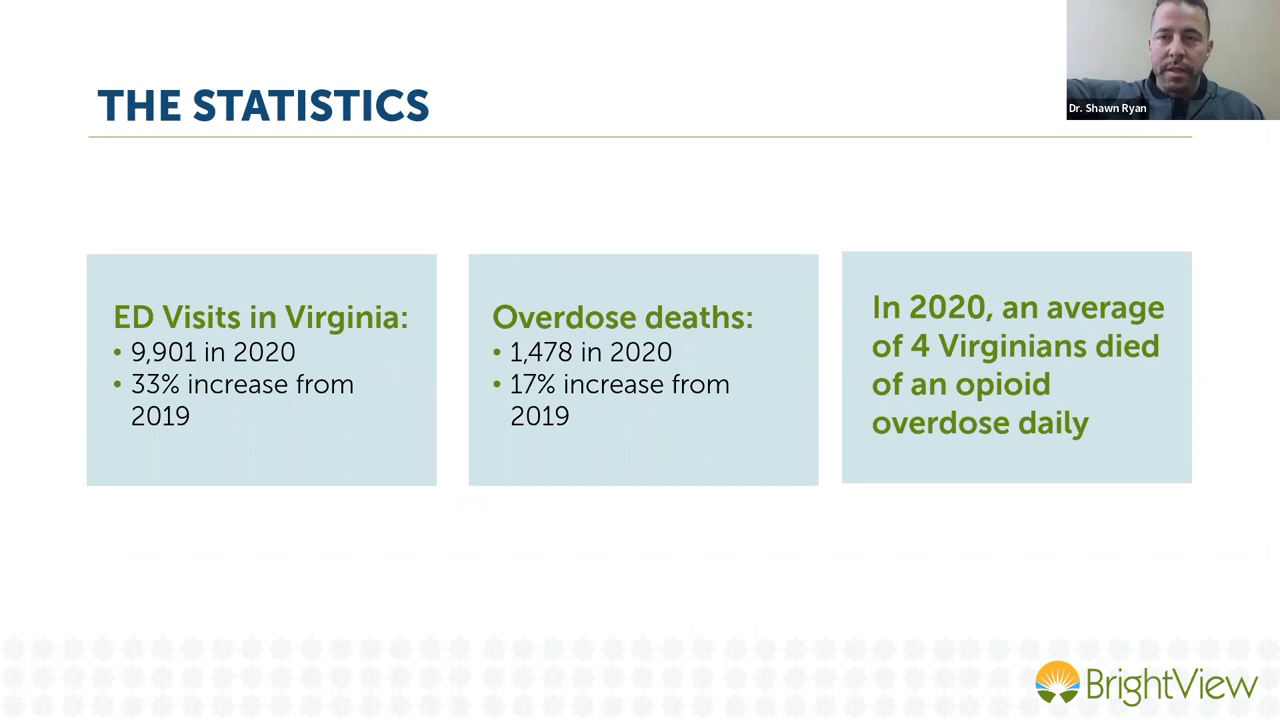 Dr. Shawn Ryan
THE STATISTICS
ED Visits in Virginia:
• 9,901 in 2020
• 33% increase from
2019
Overdose deaths:
• 1,478 in 2020
• 17% increase from
2019
In 2020, an average
of 4 Virginians died
of an opioid
overdose daily
BrightView